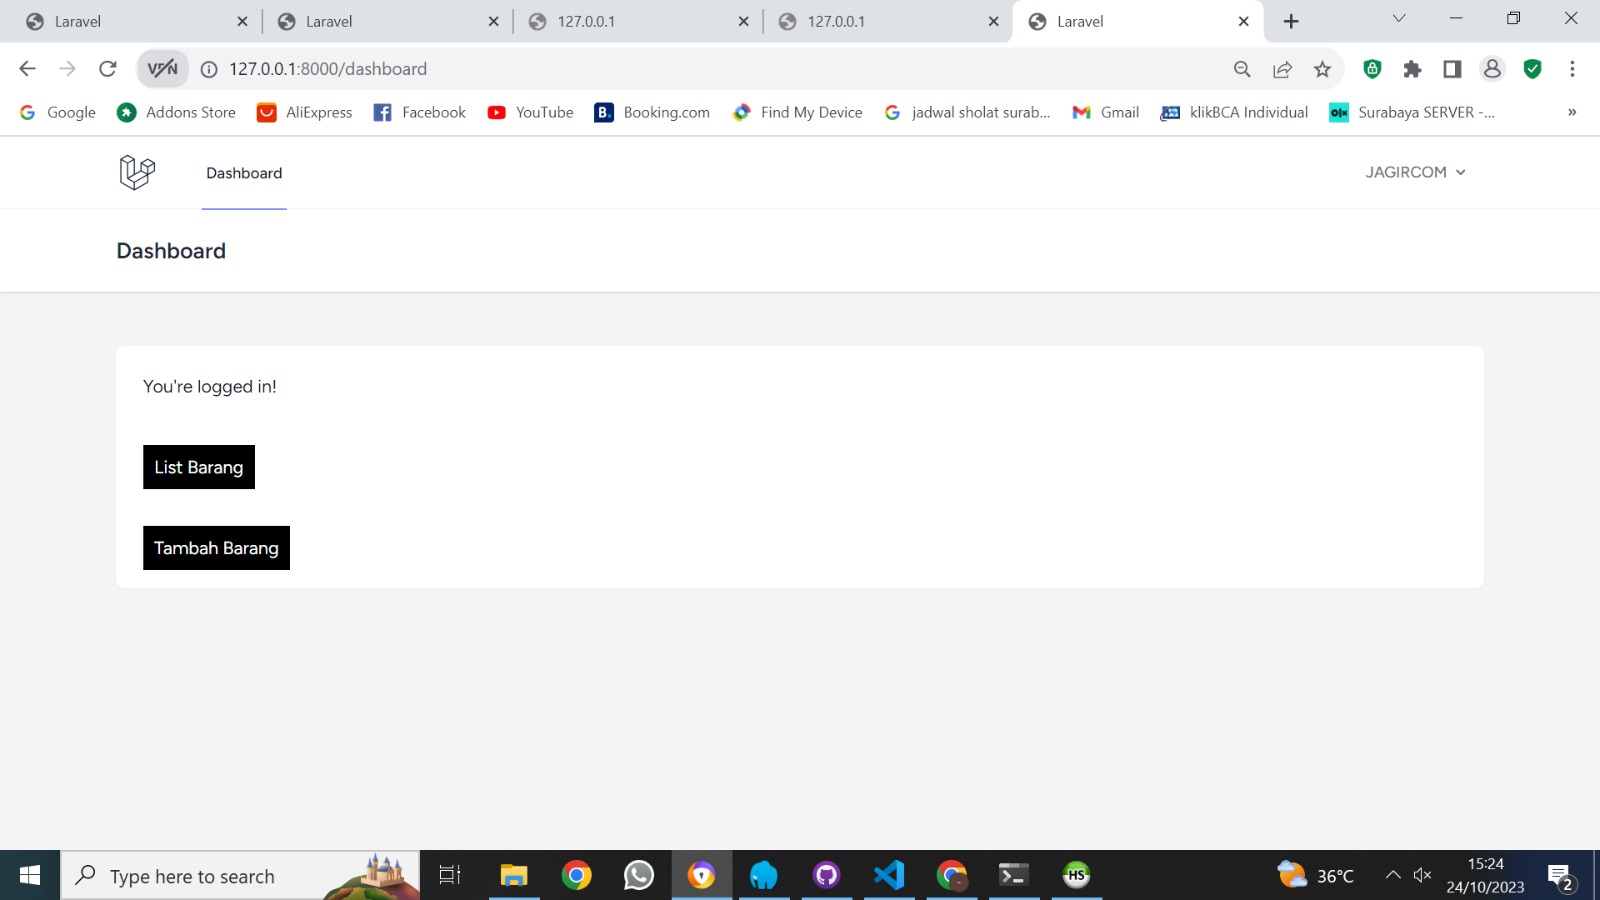 Laravel
Laravel
127.0.0.1
127.0.0.1
Laravel
VPN
127.0.0.1:8000/dashboard
Google
Addons Store
AliExpress
Facebook
YouTube
B. Booking.com
Find My Device
jadwal sholat surab...
Gmail
klikBCA Individual
olx Surabaya SERVER -...
»
Dashboard
JAGIRCOM
Dashboard
You're logged in!
List Barang
Tambah Barang
Type here to search
HS
36°C
15:24
24/10/2023
2